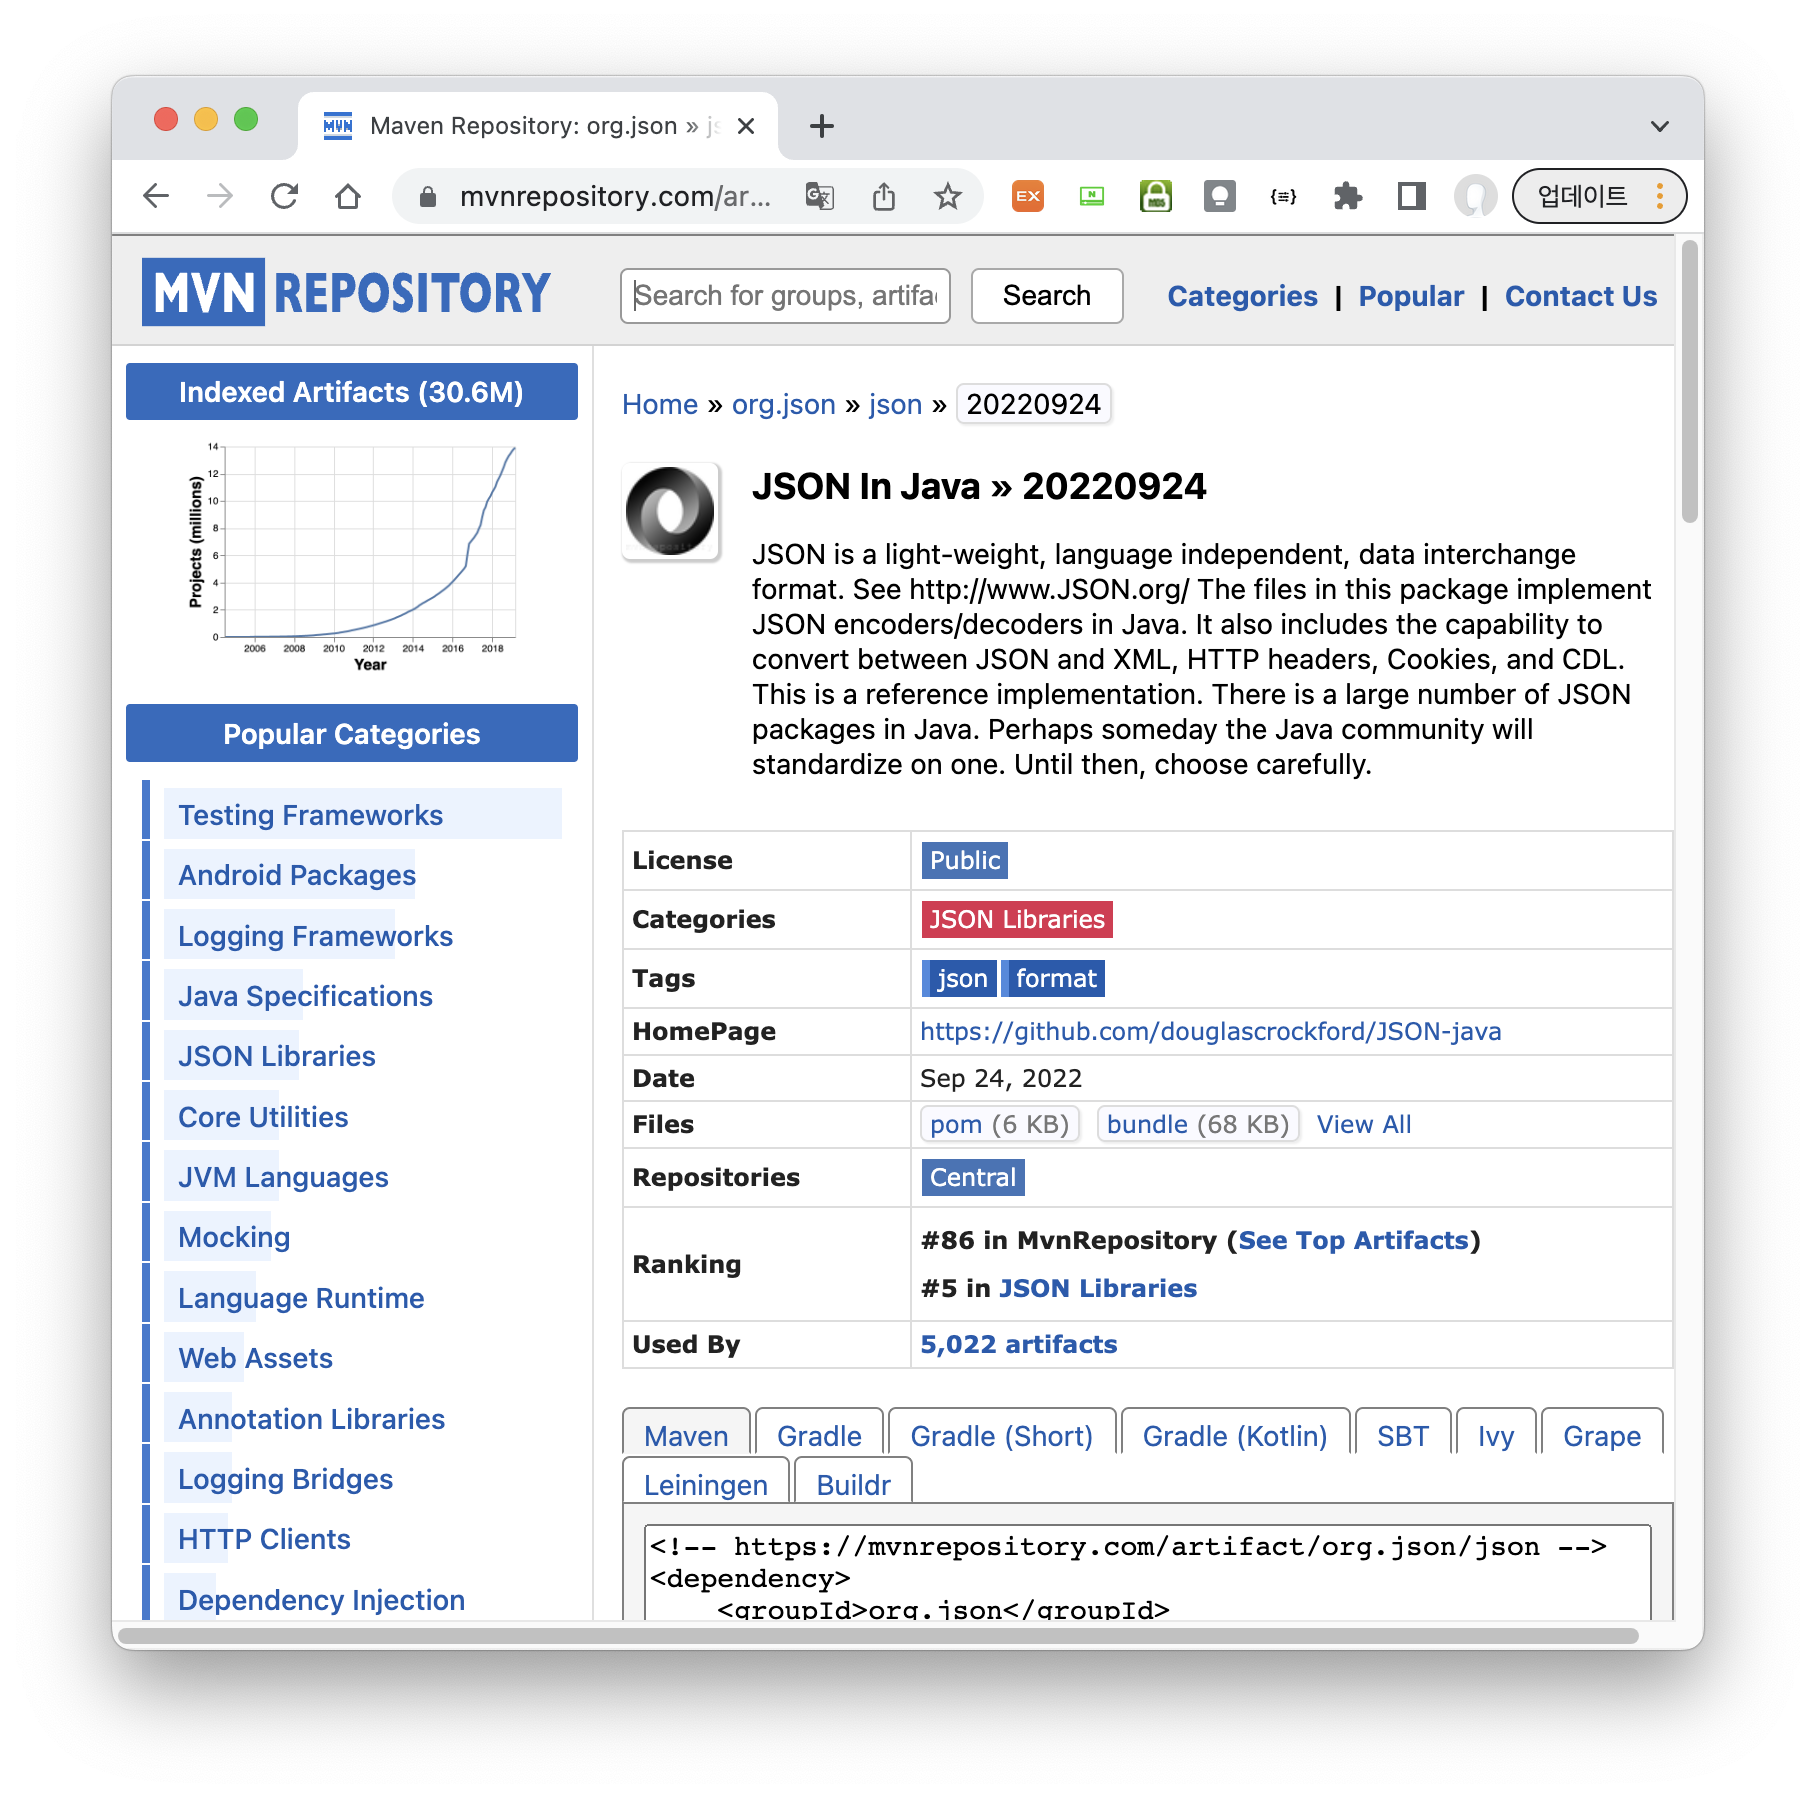 Maven Repository: org.json » js
mvnrepository.com/ar...
EX
N
MDS
업데이트
MVN REPOSITORY
Search for groups, artifa
Search
Categories | Popular | Contact Us
Indexed Artifacts (30.6M)
Projects (millions)
14
12
10
8
6
4
2
0
2006 2008 2010 2012 2014 2016 2018
Year
Popular Categories
Testing Frameworks
Android Packages
Logging Frameworks
Java Specifications
JSON Libraries
Core Utilities
JVM Languages
Mocking
Language Runtime
Web Assets
Annotation Libraries
Logging Bridges
HTTP Clients
Dependency Injection
Home » org.json » json » 20220924
JSON In Java » 20220924
JSON is a light-weight, language independent, data interchange
format. See http://www.JSON.org/ The files in this package implement
JSON encoders/decoders in Java. It also includes the capability to
convert between JSON and XML, HTTP headers, Cookies, and CDL.
This is a reference implementation. There is a large number of JSON
packages in Java. Perhaps someday the Java community will
standardize on one. Until then, choose carefully.
License Public
Categories JSON Libraries
Tags json format
HomePage https://github.com/douglascrockford/JSON-java
Date Sep 24, 2022
Files pom (6 KB) bundle (68 KB) View All
Repositories Central
Ranking
#86 in MvnRepository (See Top Artifacts)
#5 in JSON Libraries
Used By 5,022 artifacts
Maven Gradle Gradle (Short) Gradle (Kotlin) SBT Ivy Grape
Leiningen Buildr
<!-- https://mvnrepository.com/artifact/org.json/json -->
<dependency>
<groupId>org.json</groupId>